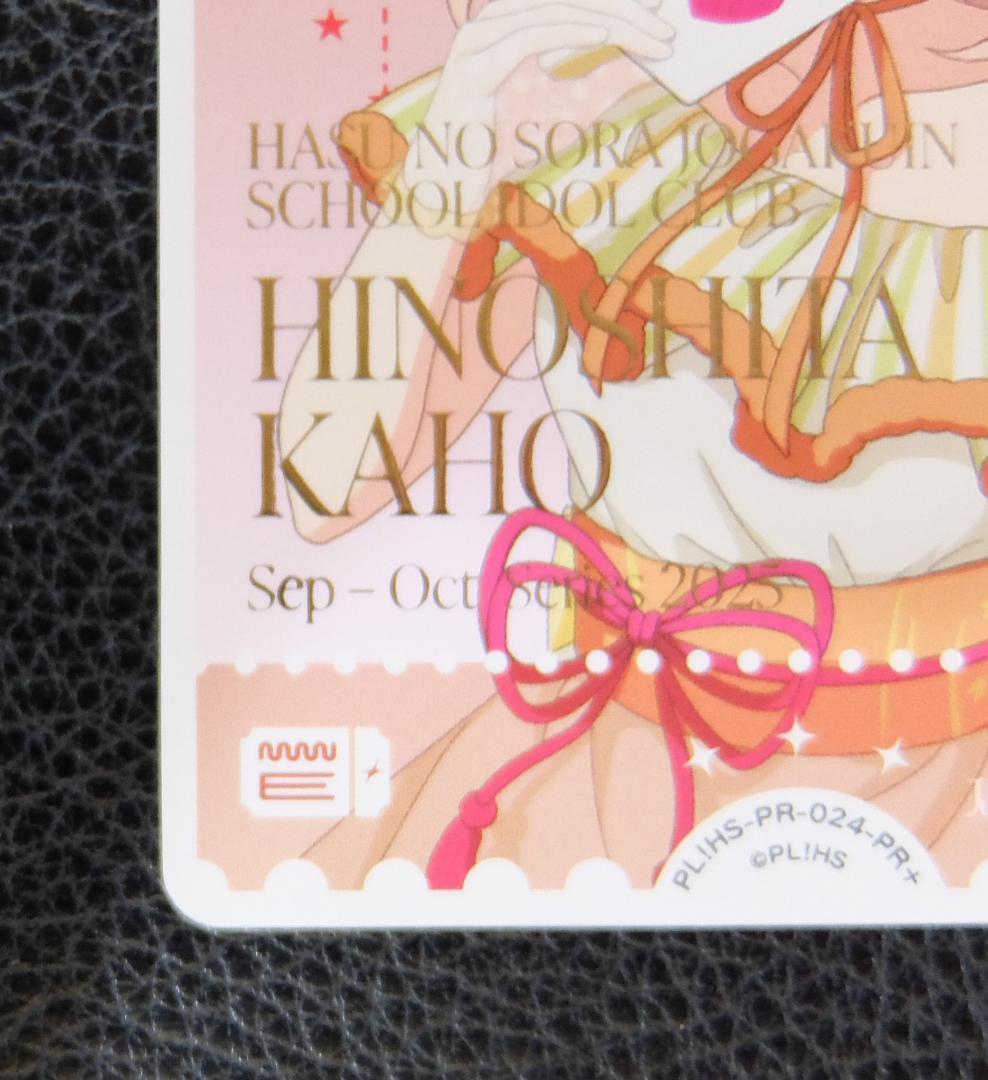 HASU NO SORA JOGAKUIN
SCHOOL IDOL CLUB
HINOSHITA
KAHO
Sep – Oct Series 2025
PL!HS-PR-024-PR+
©PL!HS